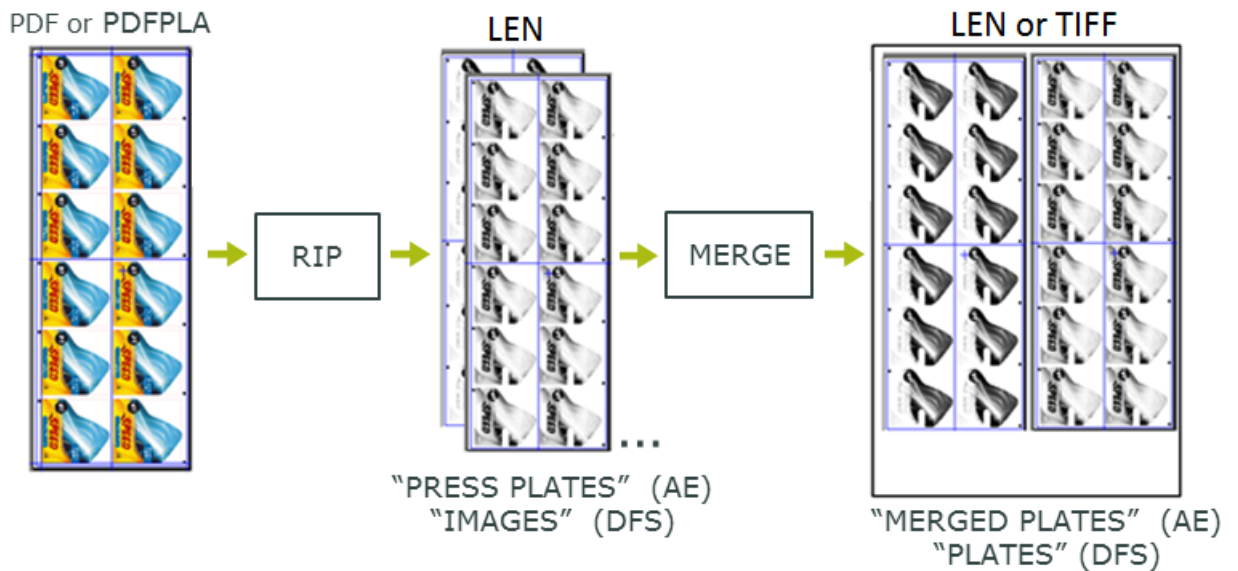 PDF or PDFPLA
LEN
LEN or TIFF
RIP
MERGE
SPEED
...
“PRESS PLATES” (AE)
“IMAGES” (DFS)
“MERGED PLATES” (AE)
“PLATES” (DFS)